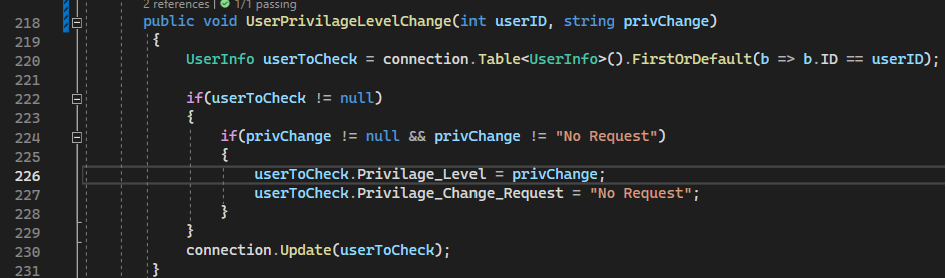 2 references | 1/1 passing
218 public void UserPrivilageLevelChange(int userID, string privChange)
219 {
220 UserInfo userToCheck = connection.Table<UserInfo>().FirstOrDefault(b => b.ID == userID);
221
222 if(userToCheck != null)
223 {
224 if(privChange != null && privChange != "No Request")
225 {
226 userToCheck.Privilage_Level = privChange;
227 userToCheck.Privilage_Change_Request = "No Request";
228 }
229 }
230 connection.Update(userToCheck);
231 }